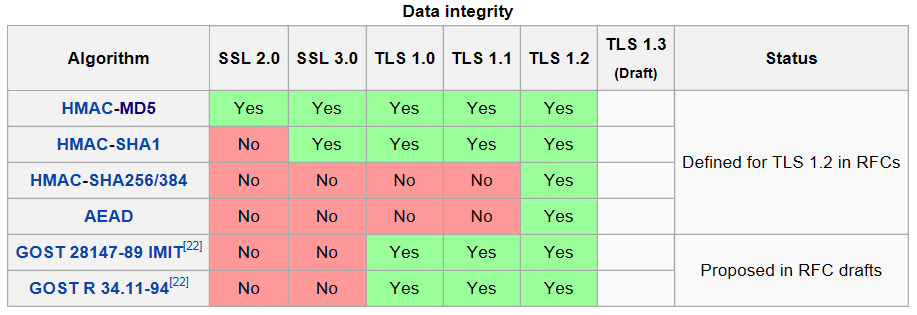 Data integrity
Algorithm SSL 2.0 SSL 3.0 TLS 1.0 TLS 1.1 TLS 1.2 TLS 1.3 (Draft) Status
HMAC-MD5 Yes Yes Yes Yes Yes Defined for TLS 1.2 in RFCs
HMAC-SHA1 No Yes Yes Yes Yes
HMAC-SHA256/384 No No No No Yes
AEAD No No No No Yes
GOST 28147-89 IMIT[22] No No Yes Yes Yes Proposed in RFC drafts
GOST R 34.11-94[22] No No Yes Yes Yes